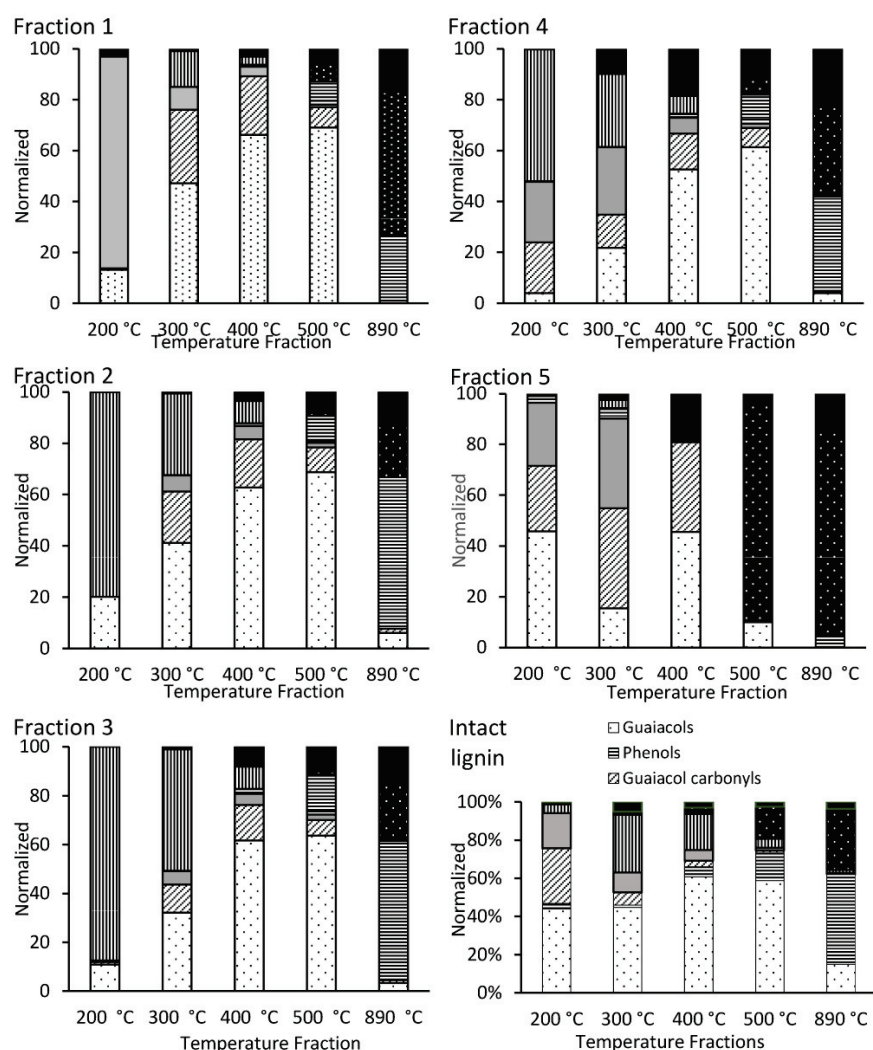 Fraction 1
100
80
60
40
20
0
Normalized
200 °C 300 °C 400 °C 500 °C 890 °C
Temperature Fraction
Fraction 2
100
80
60
40
20
0
Normalized
200 °C 300 °C 400 °C 500 °C 890 °C
Temperature Fraction
Fraction 3
100
80
60
40
20
0
Normalized
200 °C 300 °C 400 °C 500 °C 890 °C
Temperature Fraction
Fraction 4
100
80
60
40
20
0
Normalized
200 °C 300 °C 400 °C 500 °C 890 °C
Temperature Fraction
Fraction 5
100
80
60
40
20
0
Normalized
200 °C 300 °C 400 °C 500 °C 890 °C
Temperature Fraction
Intact
lignin
Guaiacols
Phenols
Guaiacol carbonyls
100%
80%
60%
40%
20%
0%
Normalized
200 °C 300 °C 400 °C 500 °C 890 °C
Temperature Fractions